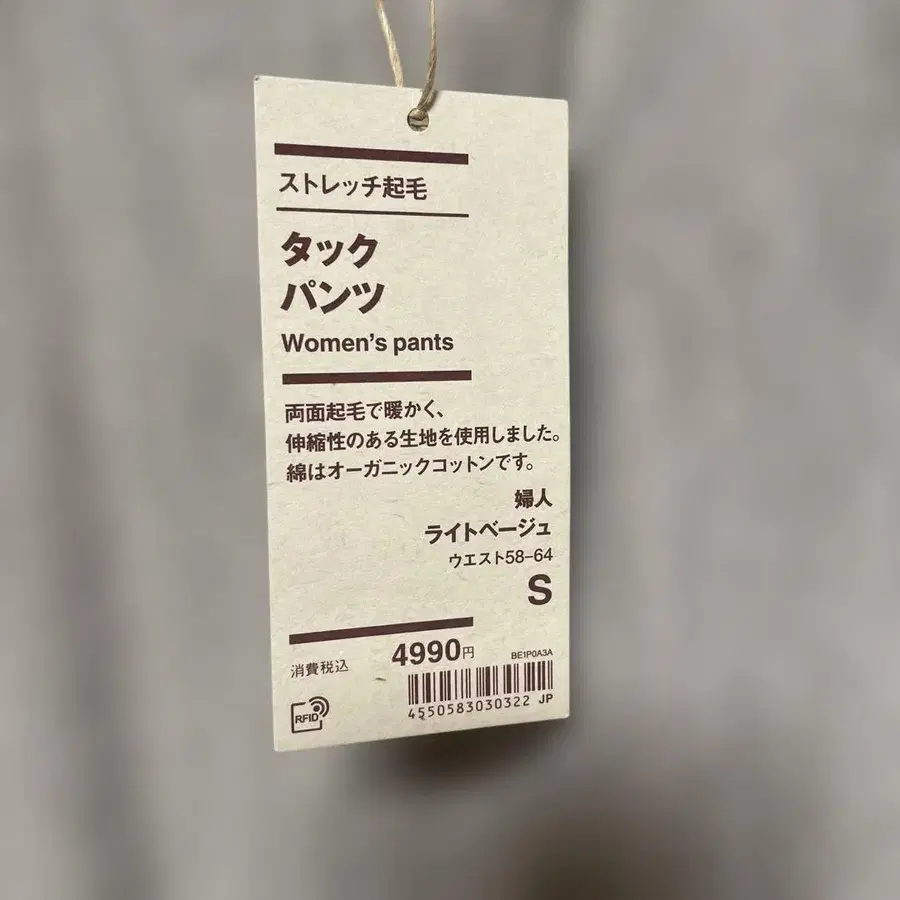 ストレッチ起毛
タック
パンツ
Women's pants
両面起毛で暖かく、
伸縮性のある生地を使用しました。
綿はオーガニックコットンです。
婦人
ライトベージュ
ウエスト58-64
S
消費税込 4990円
BE1P0A3A
RFID
4550583030322 JP